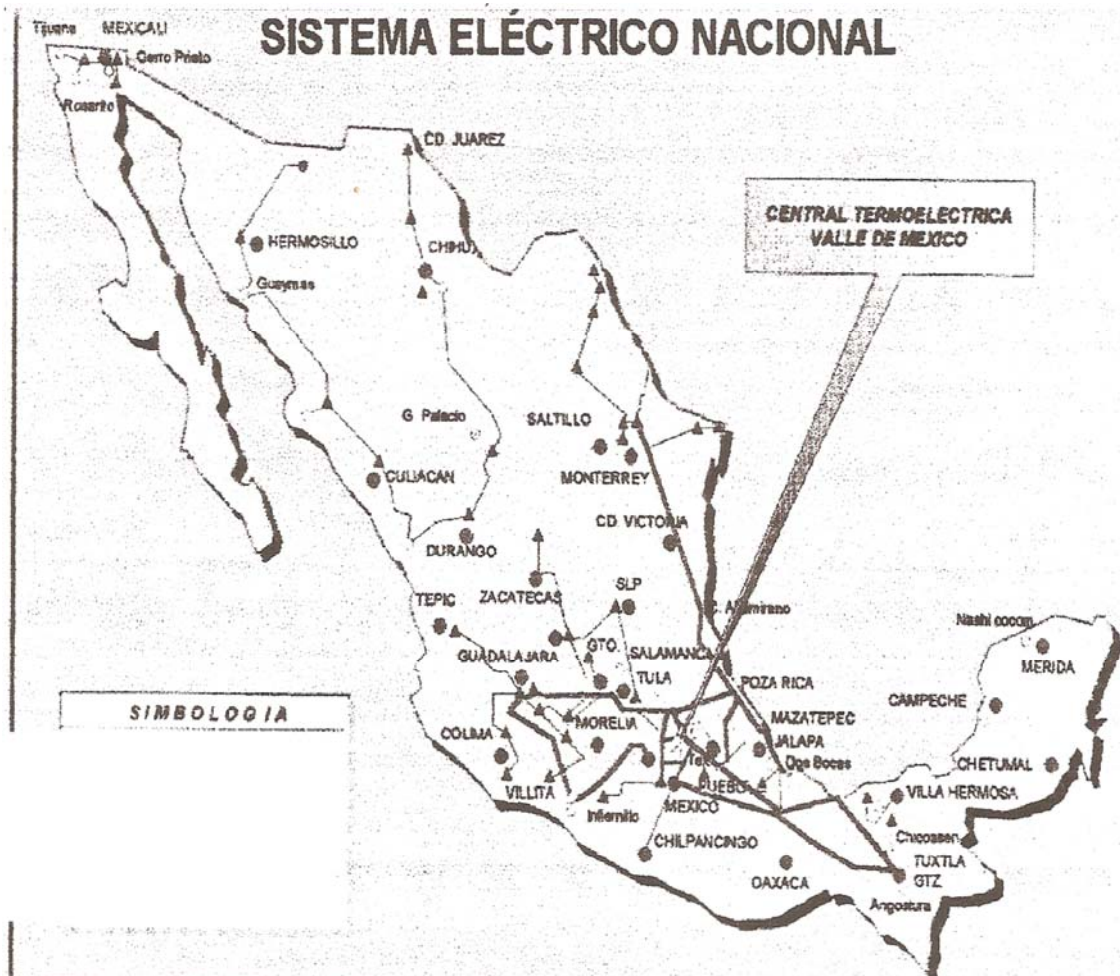 SISTEMA ELÉCTRICO NACIONAL
Tijuana
MEXICALI
Cerro Prieto
Rosarito
CD. JUAREZ
CENTRAL TERMOELECTRICA
VALLE DE MEXICO
HERMOSILLO
CHIHU
Guaymas
G. Palacio
SALTILLO
CULIACAN
MONTERREY
CD. VICTORIA
DURANGO
SLP
ZACATECAS
TEPIC
Nashi cocom
GTO.
SALAMANCA
MERIDA
GUADALAJARA
TULA
POZA RICA
CAMPECHE
SIMBOLOGIA
MAZATEPEC
MORELIA
COLIMA
JALAPA
Dos Bocas
CHETUMAL
VILLITA
PUEBL
MEXICO
VILLA HERMOSA
Infiernillo
CHILPANCINGO
Chicoasen
TUXTLA
GTZ
OAXACA
Angostura